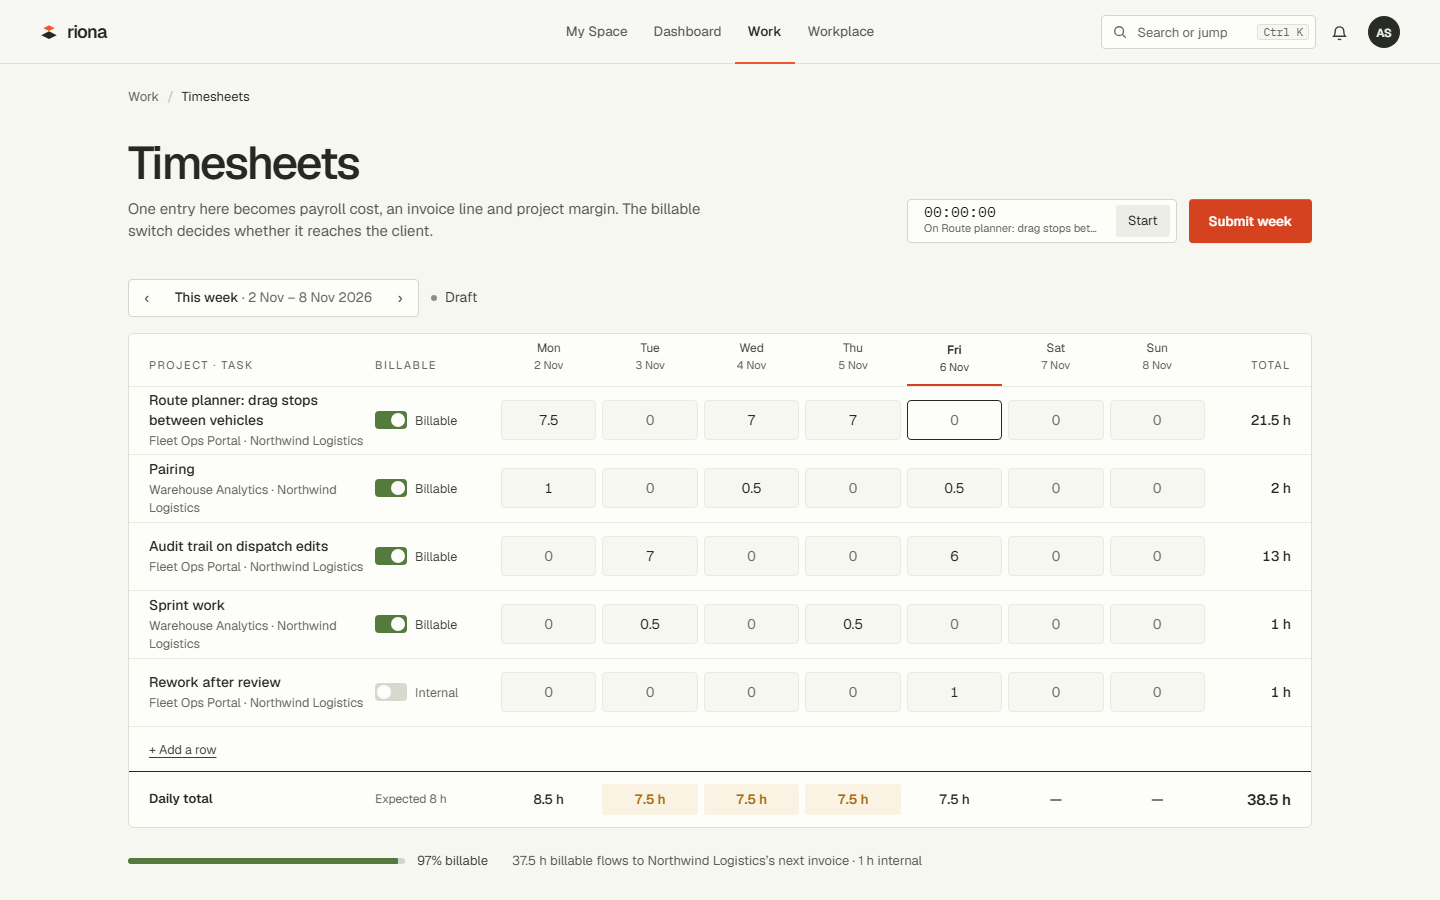 riona
My Space Dashboard Work Workplace
Search or jump Ctrl K
AS
Work / Timesheets
Timesheets
One entry here becomes payroll cost, an invoice line and project margin. The billable
switch decides whether it reaches the client.
00:00:00
On Route planner: drag stops bet…
Start
Submit week
‹ This week · 2 Nov – 8 Nov 2026 ›
Draft
PROJECT · TASK BILLABLE Mon 2 Nov Tue 3 Nov Wed 4 Nov Thu 5 Nov Fri 6 Nov Sat 7 Nov Sun 8 Nov TOTAL
Route planner: drag stops
between vehicles
Fleet Ops Portal · Northwind Logistics
Billable 7.5 0 7 7 0 0 0 21.5 h
Pairing
Warehouse Analytics · Northwind
Logistics
Billable 1 0 0.5 0 0.5 0 0 2 h
Audit trail on dispatch edits
Fleet Ops Portal · Northwind Logistics
Billable 0 7 0 0 6 0 0 13 h
Sprint work
Warehouse Analytics · Northwind
Logistics
Billable 0 0.5 0 0.5 0 0 0 1 h
Rework after review
Fleet Ops Portal · Northwind Logistics
Internal 0 0 0 0 1 0 0 1 h
+ Add a row
Daily total Expected 8 h 8.5 h 7.5 h 7.5 h 7.5 h 7.5 h — — 38.5 h
97% billable 37.5 h billable flows to Northwind Logistics's next invoice · 1 h internal